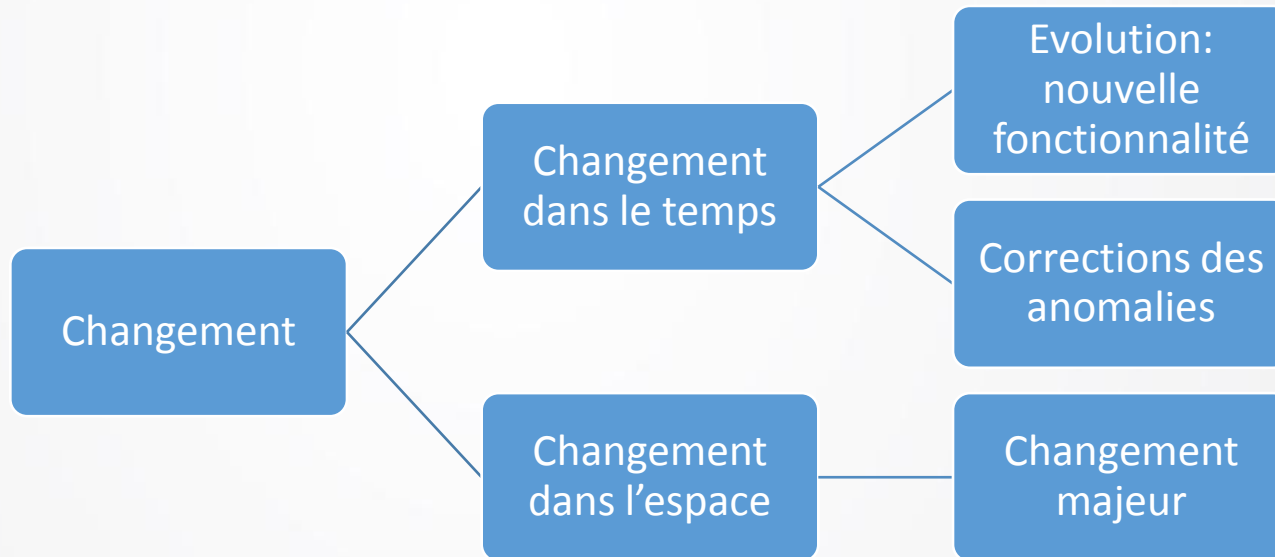 Changement
Changement
dans le temps
Evolution:
nouvelle
fonctionnalité
Corrections des
anomalies
Changement
dans l’espace
Changement
majeur